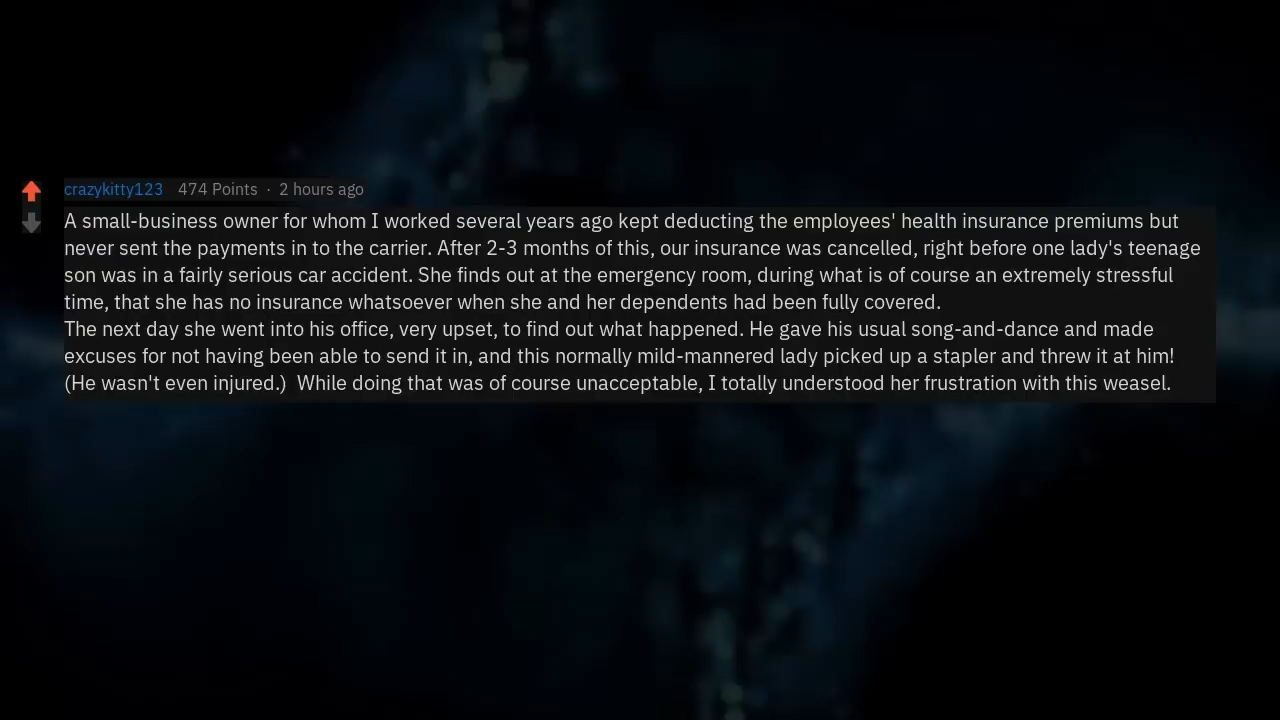 crazykitty123 474 Points · 2 hours ago
A small-business owner for whom I worked several years ago kept deducting the employees' health insurance premiums but
never sent the payments in to the carrier. After 2-3 months of this, our insurance was cancelled, right before one lady's teenage
son was in a fairly serious car accident. She finds out at the emergency room, during what is of course an extremely stressful
time, that she has no insurance whatsoever when she and her dependents had been fully covered.
The next day she went into his office, very upset, to find out what happened. He gave his usual song-and-dance and made
excuses for not having been able to send it in, and this normally mild-mannered lady picked up a stapler and threw it at him!
(He wasn't even injured.)  While doing that was of course unacceptable, I totally understood her frustration with this weasel.